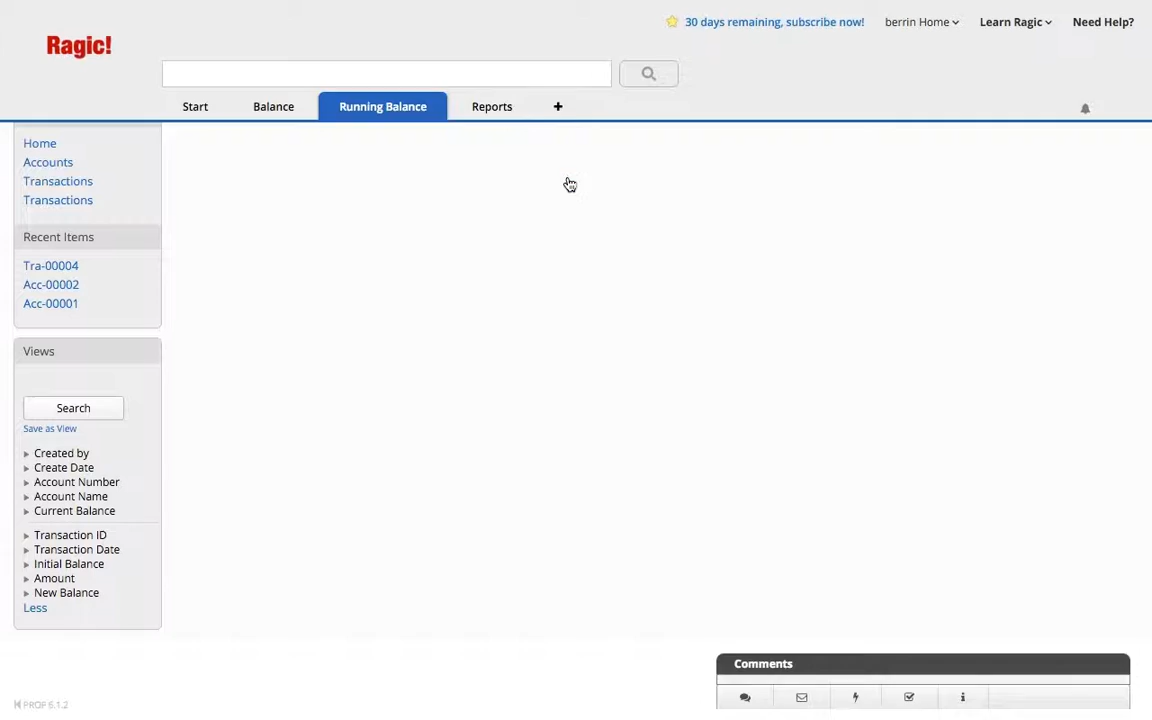 30 days remaining, subscribe now!
berrin Home
Learn Ragic
Need Help?
Ragic!
Start
Balance
Running Balance
Reports
+
Home
Accounts
Transactions
Transactions
Recent Items
Tra-00004
Acc-00002
Acc-00001
Views
Search
Save as View
Created by
Create Date
Account Number
Account Name
Current Balance
Transaction ID
Transaction Date
Initial Balance
Amount
New Balance
Less
Comments
PROF 6.1.2